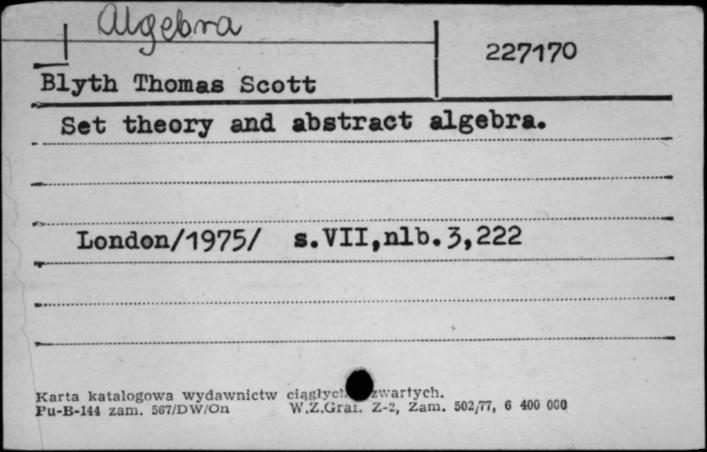 Algebra
227170
Blyth Thomas Scott
Set theory and abstract algebra.
London/1975/ s.VII,nlb.3,222
Karta katalogowa wydawnictw ciągłych zwartych.
Pu-B-144 zam. 567/DW/On W.Z.Graf. Z-2, Zam. 502/77, 6 400 000